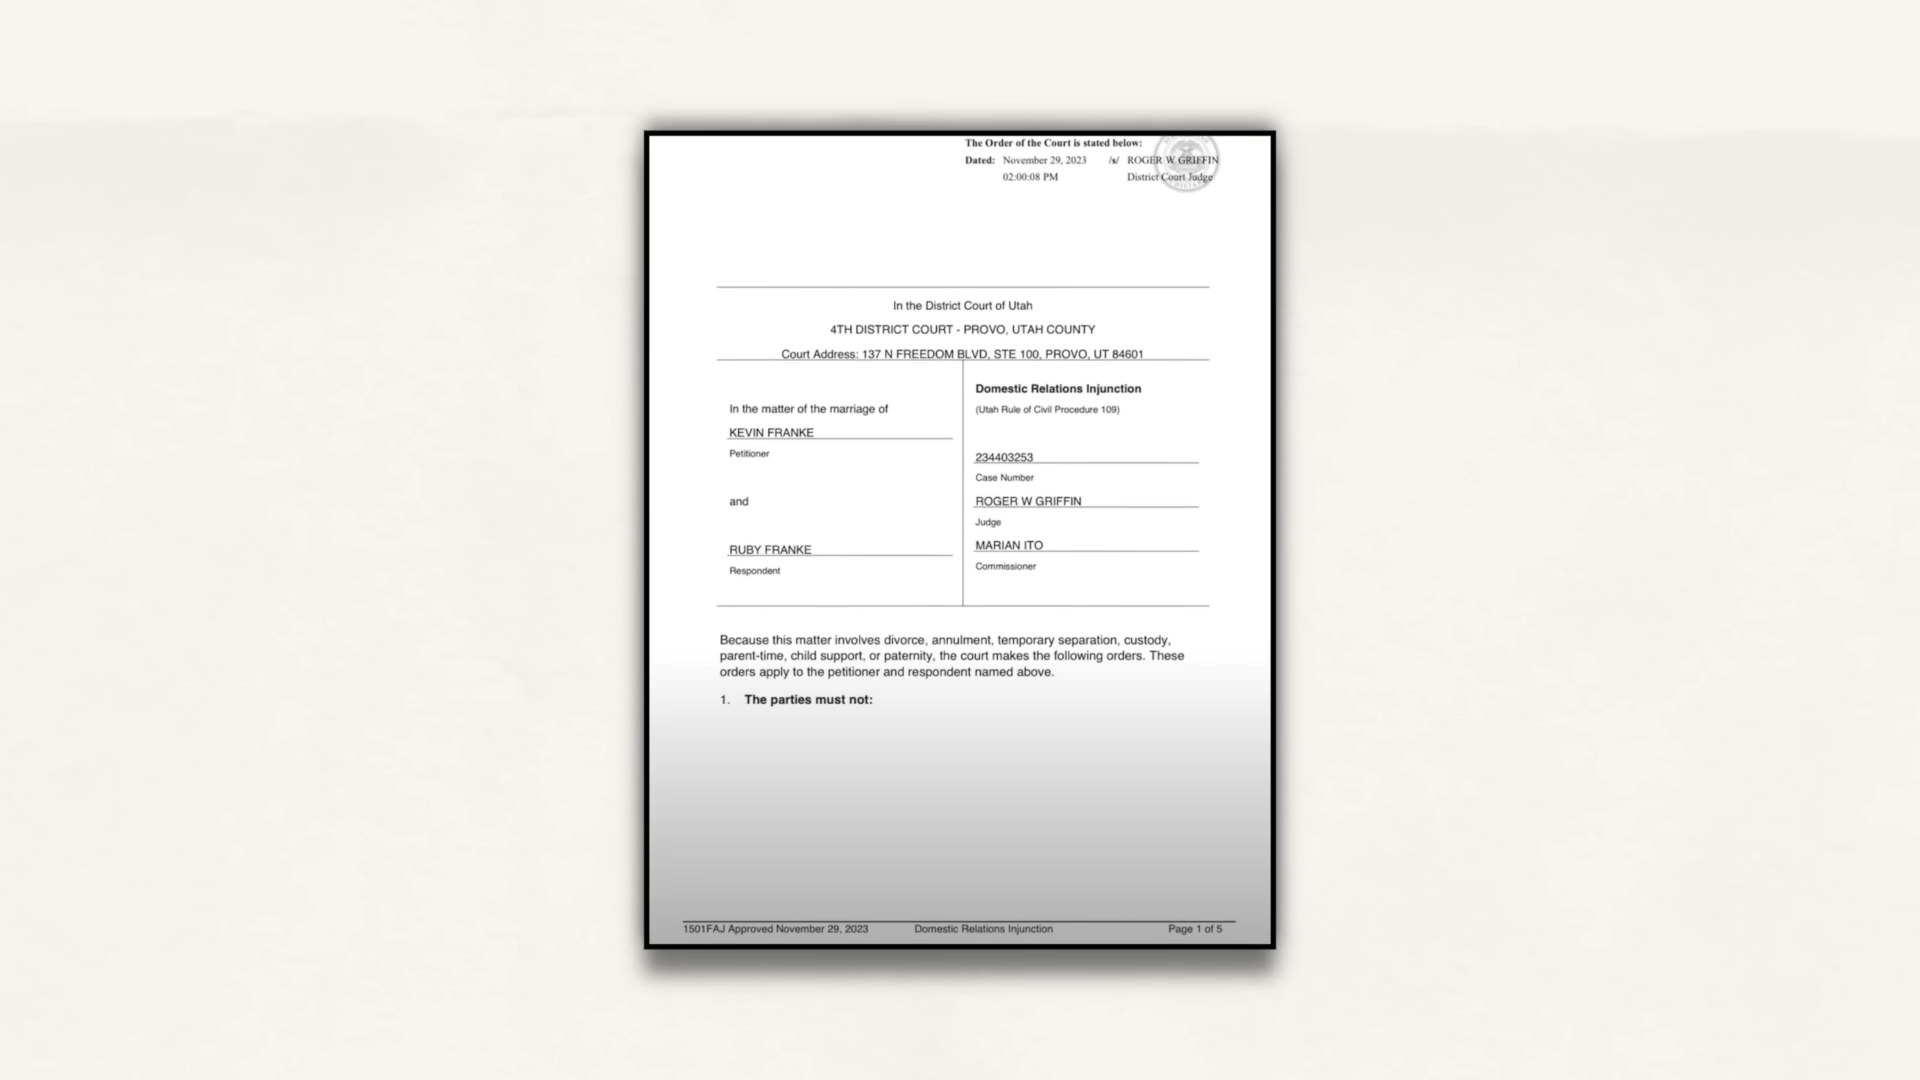 The Order of the Court is stated below:
Dated: November 29, 2023 /s/ ROGER W GRIFFIN
02:00:08 PM District Court Judge
In the District Court of Utah
4TH DISTRICT COURT - PROVO, UTAH COUNTY
Court Address: 137 N FREEDOM BLVD, STE 100, PROVO, UT 84601
In the matter of the marriage of
KEVIN FRANKE
Petitioner
and
RUBY FRANKE
Respondent
Domestic Relations Injunction
(Utah Rule of Civil Procedure 109)
234403253
Case Number
ROGER W GRIFFIN
Judge
MARIAN ITO
Commissioner
Because this matter involves divorce, annulment, temporary separation, custody,
parent-time, child support, or paternity, the court makes the following orders. These
orders apply to the petitioner and respondent named above.
1. The parties must not:
1501FAJ Approved November 29, 2023 Domestic Relations Injunction Page 1 of 5